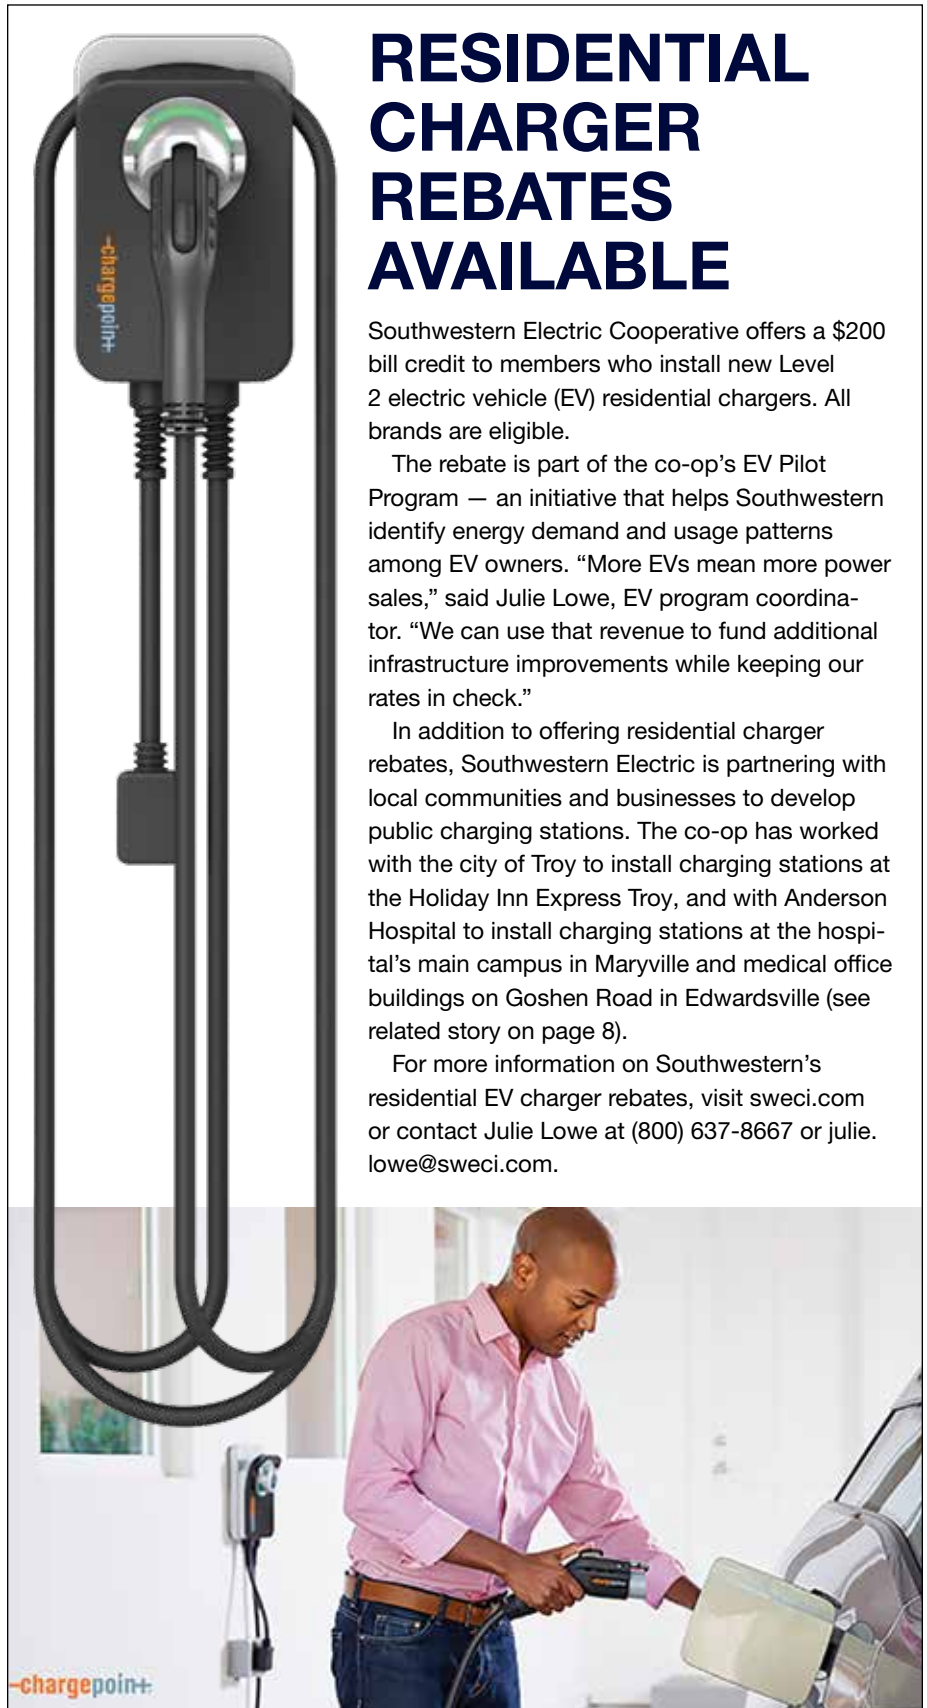 RESIDENTIAL
CHARGER
REBATES
AVAILABLE
-chargepoin+
Southwestern Electric Cooperative offers a $200
bill credit to members who install new Level
2 electric vehicle (EV) residential chargers. All
brands are eligible.
The rebate is part of the co-op’s EV Pilot
Program — an initiative that helps Southwestern
identify energy demand and usage patterns
among EV owners. “More EVs mean more power
sales,” said Julie Lowe, EV program coordina-
tor. “We can use that revenue to fund additional
infrastructure improvements while keeping our
rates in check.”
In addition to offering residential charger
rebates, Southwestern Electric is partnering with
local communities and businesses to develop
public charging stations. The co-op has worked
with the city of Troy to install charging stations at
the Holiday Inn Express Troy, and with Anderson
Hospital to install charging stations at the hospi-
tal’s main campus in Maryville and medical office
buildings on Goshen Road in Edwardsville (see
related story on page 8).
For more information on Southwestern’s
residential EV charger rebates, visit sweci.com
or contact Julie Lowe at (800) 637-8667 or julie.
lowe@sweci.com.
-chargepoin+